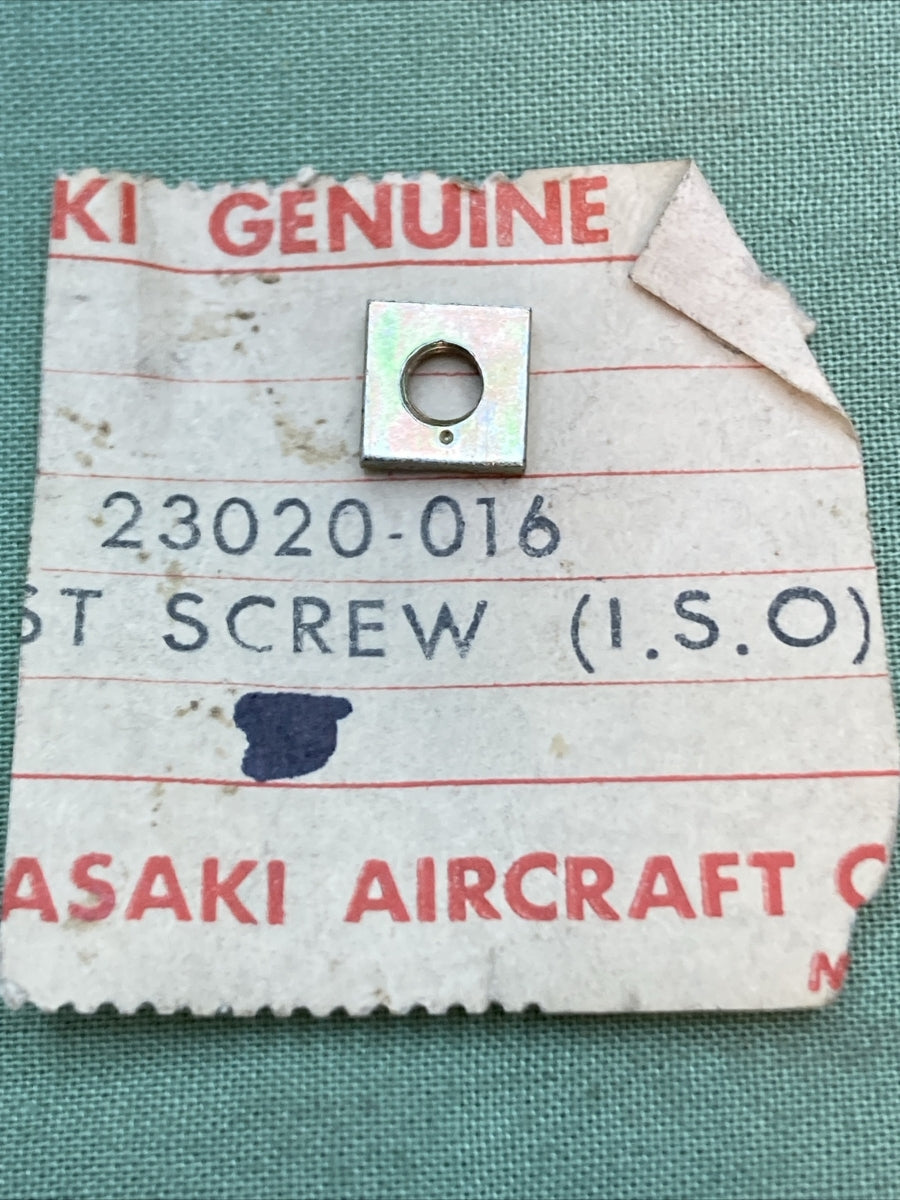 KI GENUINE
23020-016
ST SCREW (I.S.O)
ASAKI AIRCRAFT C
M